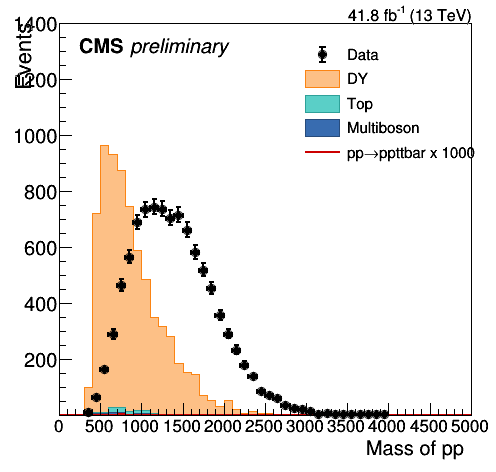 41.8 fb⁻¹ (13 TeV)
CMS preliminary
Events
Data
DY
Top
Multiboson
pp→ppttbar x 1000
1400
1200
1000
800
600
400
200
0 500 1000 1500 2000 2500 3000 3500 4000 4500 5000
Mass of pp